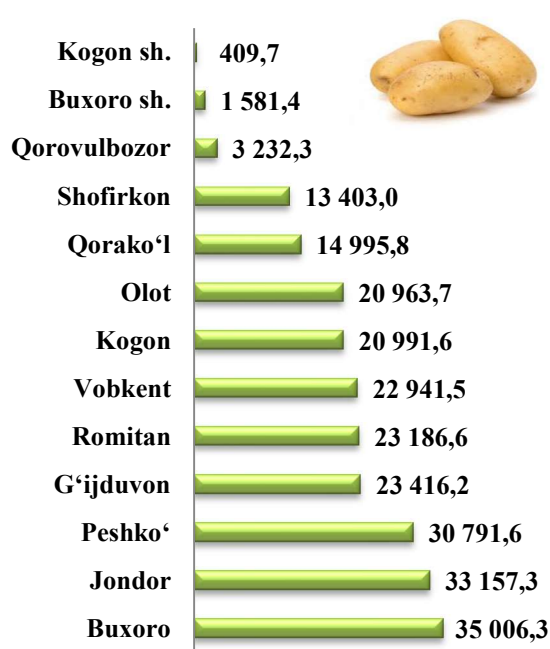 Kogon sh. 409,7
Buxoro sh. 1 581,4
Qorovulbozor 3 232,3
Shofirkon 13 403,0
Qorako‘l 14 995,8
Olot 20 963,7
Kogon 20 991,6
Vobkent 22 941,5
Romitan 23 186,6
G‘ijduvon 23 416,2
Peshko‘ 30 791,6
Jondor 33 157,3
Buxoro 35 006,3